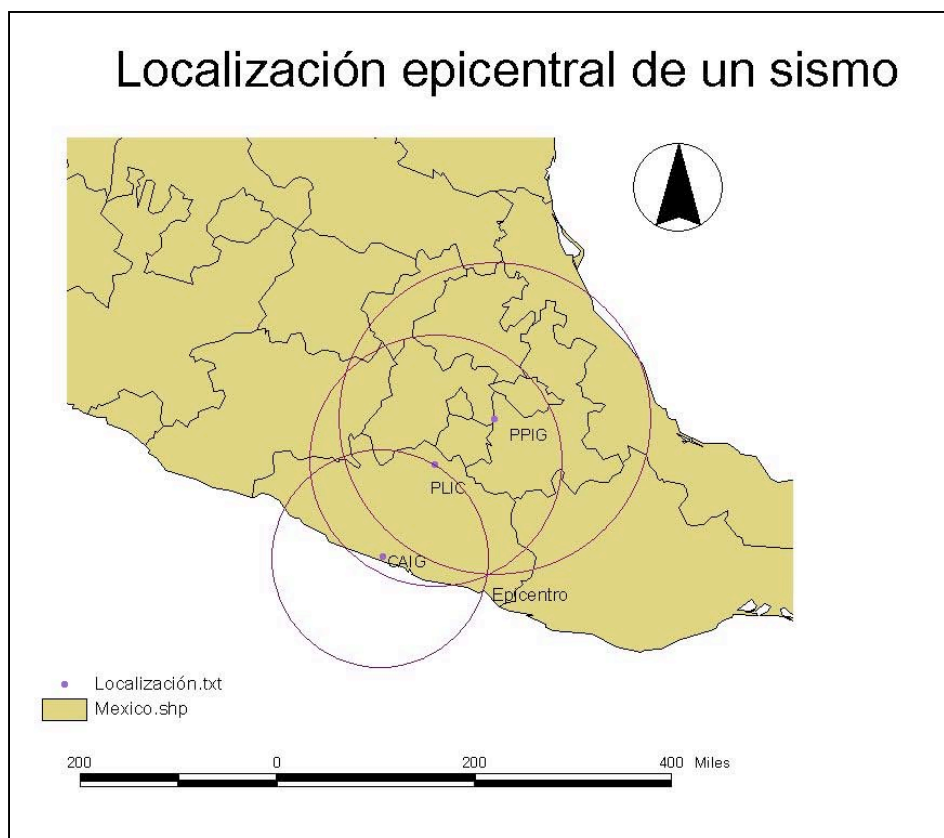 Localización epicentral de un sismo
PPIG
PLIC
CAIG
Epicentro
Localización.txt
Mexico.shp
200 0 200 400 Miles